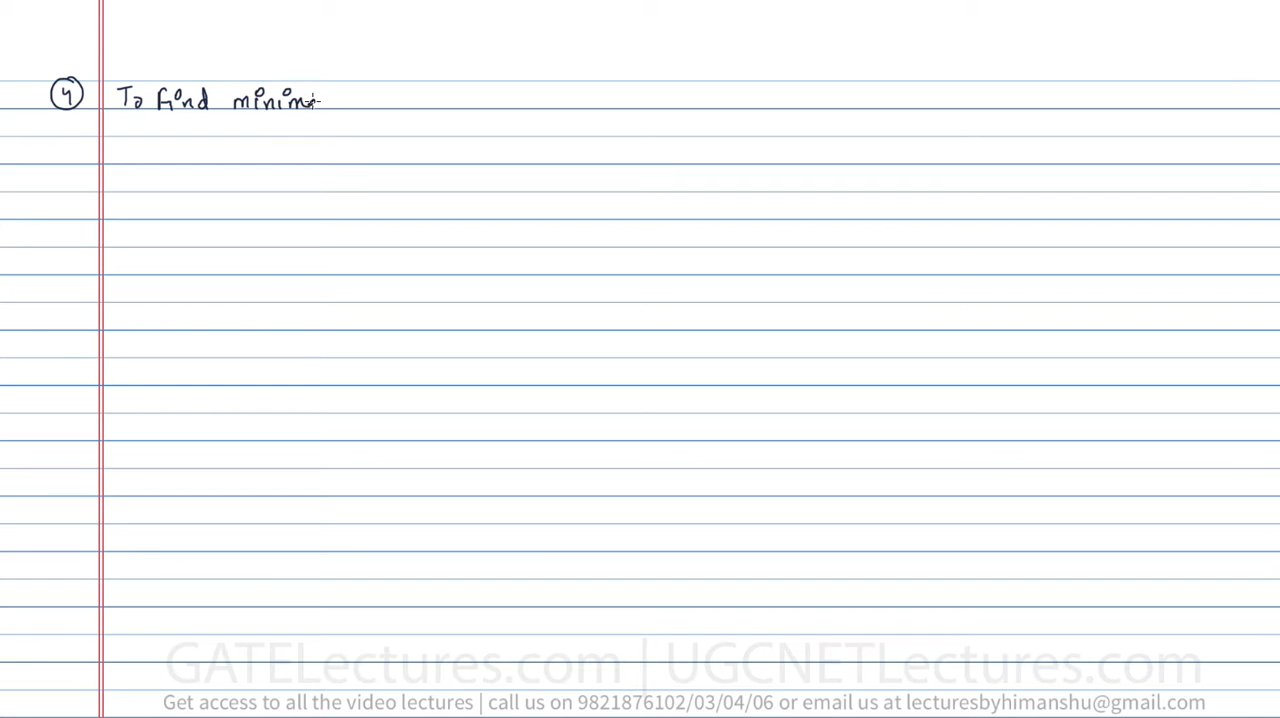 4 To find minim
GATELectures.com | UGCNETLectures.com
Get access to all the video lectures | call us on 9821876102/03/04/06 or email us at lecturesbyhimanshu@gmail.com